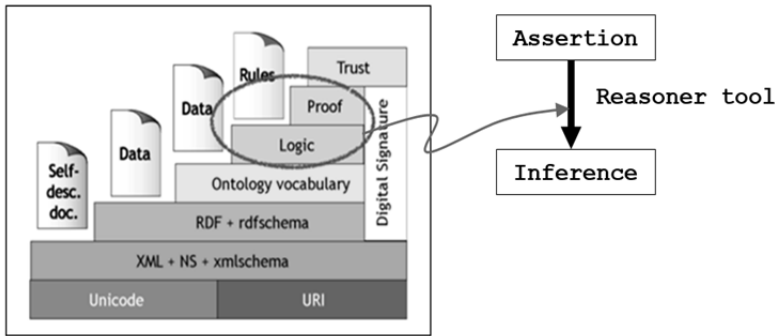 Rules
Trust
Data
Proof
Data
Logic
Self-
desc.
doc.
Ontology vocabulary
Digital Signature
RDF + rdfschema
XML + NS + xmlschema
Unicode
URI
Assertion
Reasoner tool
Inference